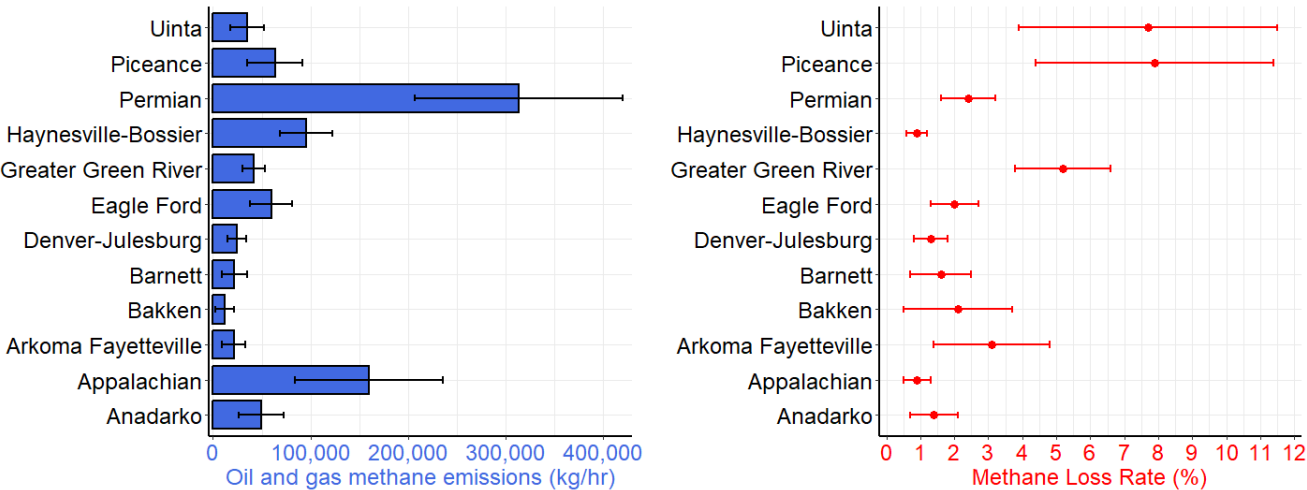 Uinta
Piceance
Permian
Haynesville-Bossier
Greater Green River
Eagle Ford
Denver-Julesburg
Barnett
Bakken
Arkoma Fayetteville
Appalachian
Anadarko
0 100,000 200,000 300,000 400,000
Oil and gas methane emissions (kg/hr)
Uinta
Piceance
Permian
Haynesville-Bossier
Greater Green River
Eagle Ford
Denver-Julesburg
Barnett
Bakken
Arkoma Fayetteville
Appalachian
Anadarko
0 1 2 3 4 5 6 7 8 9 10 11 12
Methane Loss Rate (%)